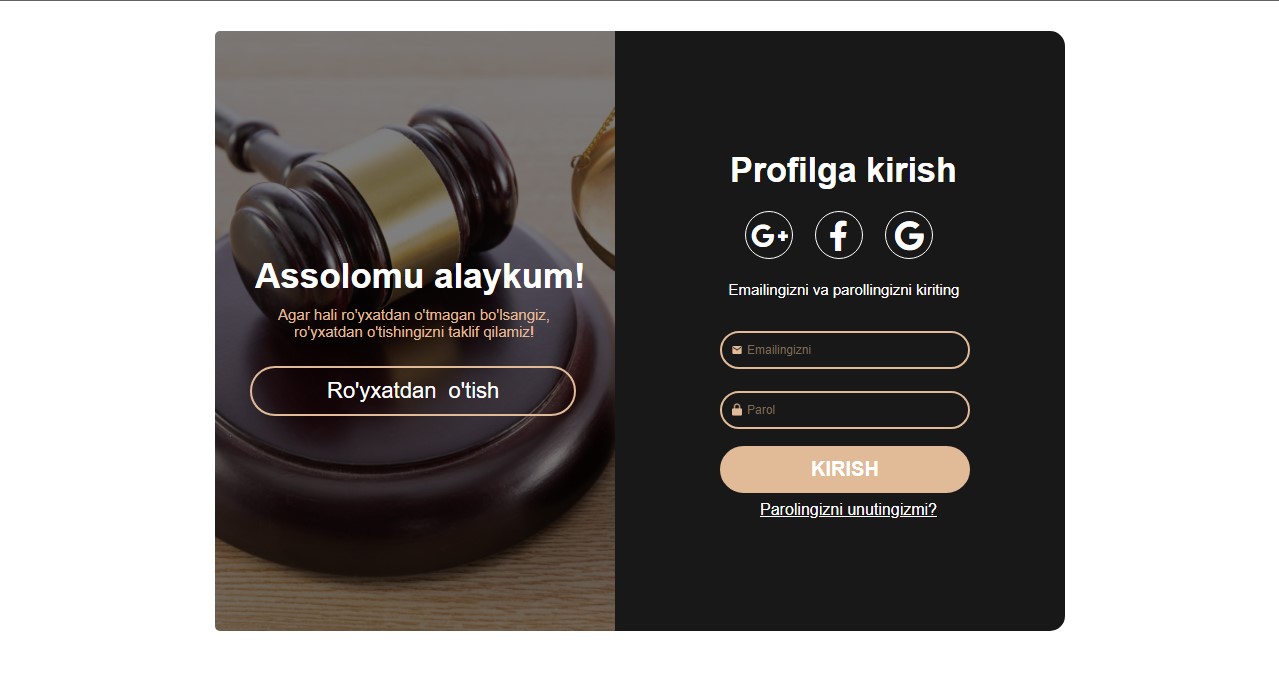 Assolomu alaykum!
Agar hali ro'yxatdan o'tmagan bo'lsangiz,
ro'yxatdan o'tishingizni taklif qilamiz!
Ro'yxatdan  o'tish
Profilga kirish
G+ f G
Emailingizni va parollingizni kiriting
Emailingizni
Parol
KIRISH
Parolingizni unutingizmi?